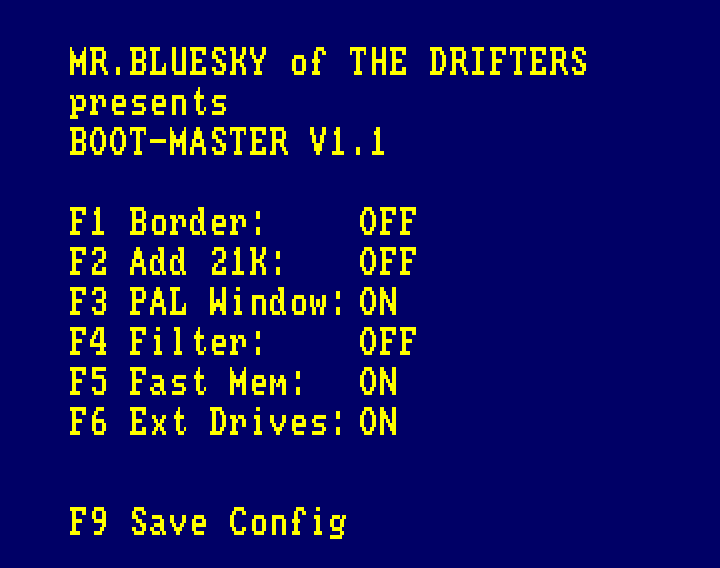 MR.BLUESKY of THE DRIFTERS
presents
BOOT-MASTER V1.1
F1 Border: OFF
F2 Add 21K: OFF
F3 PAL Window: ON
F4 Filter: OFF
F5 Fast Mem: ON
F6 Ext Drives: ON
F9 Save Config